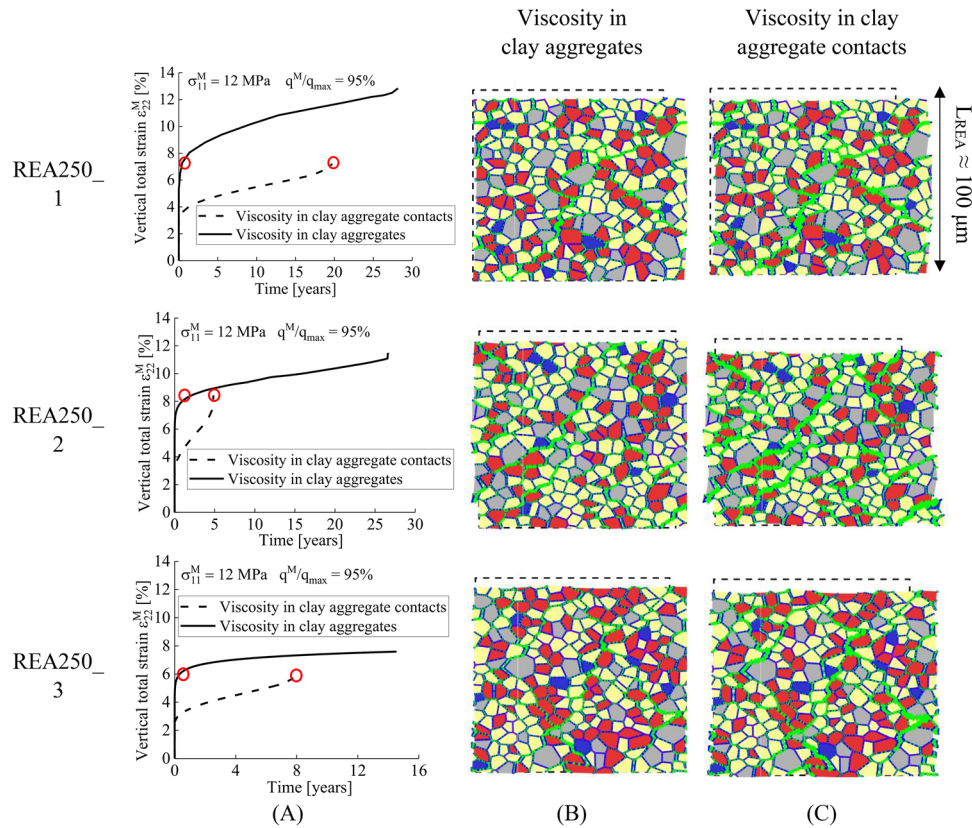 Viscosity in
clay aggregates
Viscosity in clay
aggregate contacts
REA250_
1
Vertical total strain ε₂₂ᴹ [%]
14
12
10
8
6
4
2
0
σ₁₁ᴹ = 12 MPa qᴹ/qmax = 95%
Viscosity in clay aggregate contacts
Viscosity in clay aggregates
0 5 10 15 20 25 30
Time [years]
LREA ≈ 100 μm
REA250_
2
Vertical total strain ε₂₂ᴹ [%]
14
12
10
8
6
4
2
0
σ₁₁ᴹ = 12 MPa qᴹ/qmax = 95%
Viscosity in clay aggregate contacts
Viscosity in clay aggregates
0 5 10 15 20 25 30
Time [years]
REA250_
3
Vertical total strain ε₂₂ᴹ [%]
14
12
10
8
6
4
2
0
σ₁₁ᴹ = 12 MPa qᴹ/qmax = 95%
Viscosity in clay aggregate contacts
Viscosity in clay aggregates
0 4 8 12 16
Time [years]
(A) (B) (C)